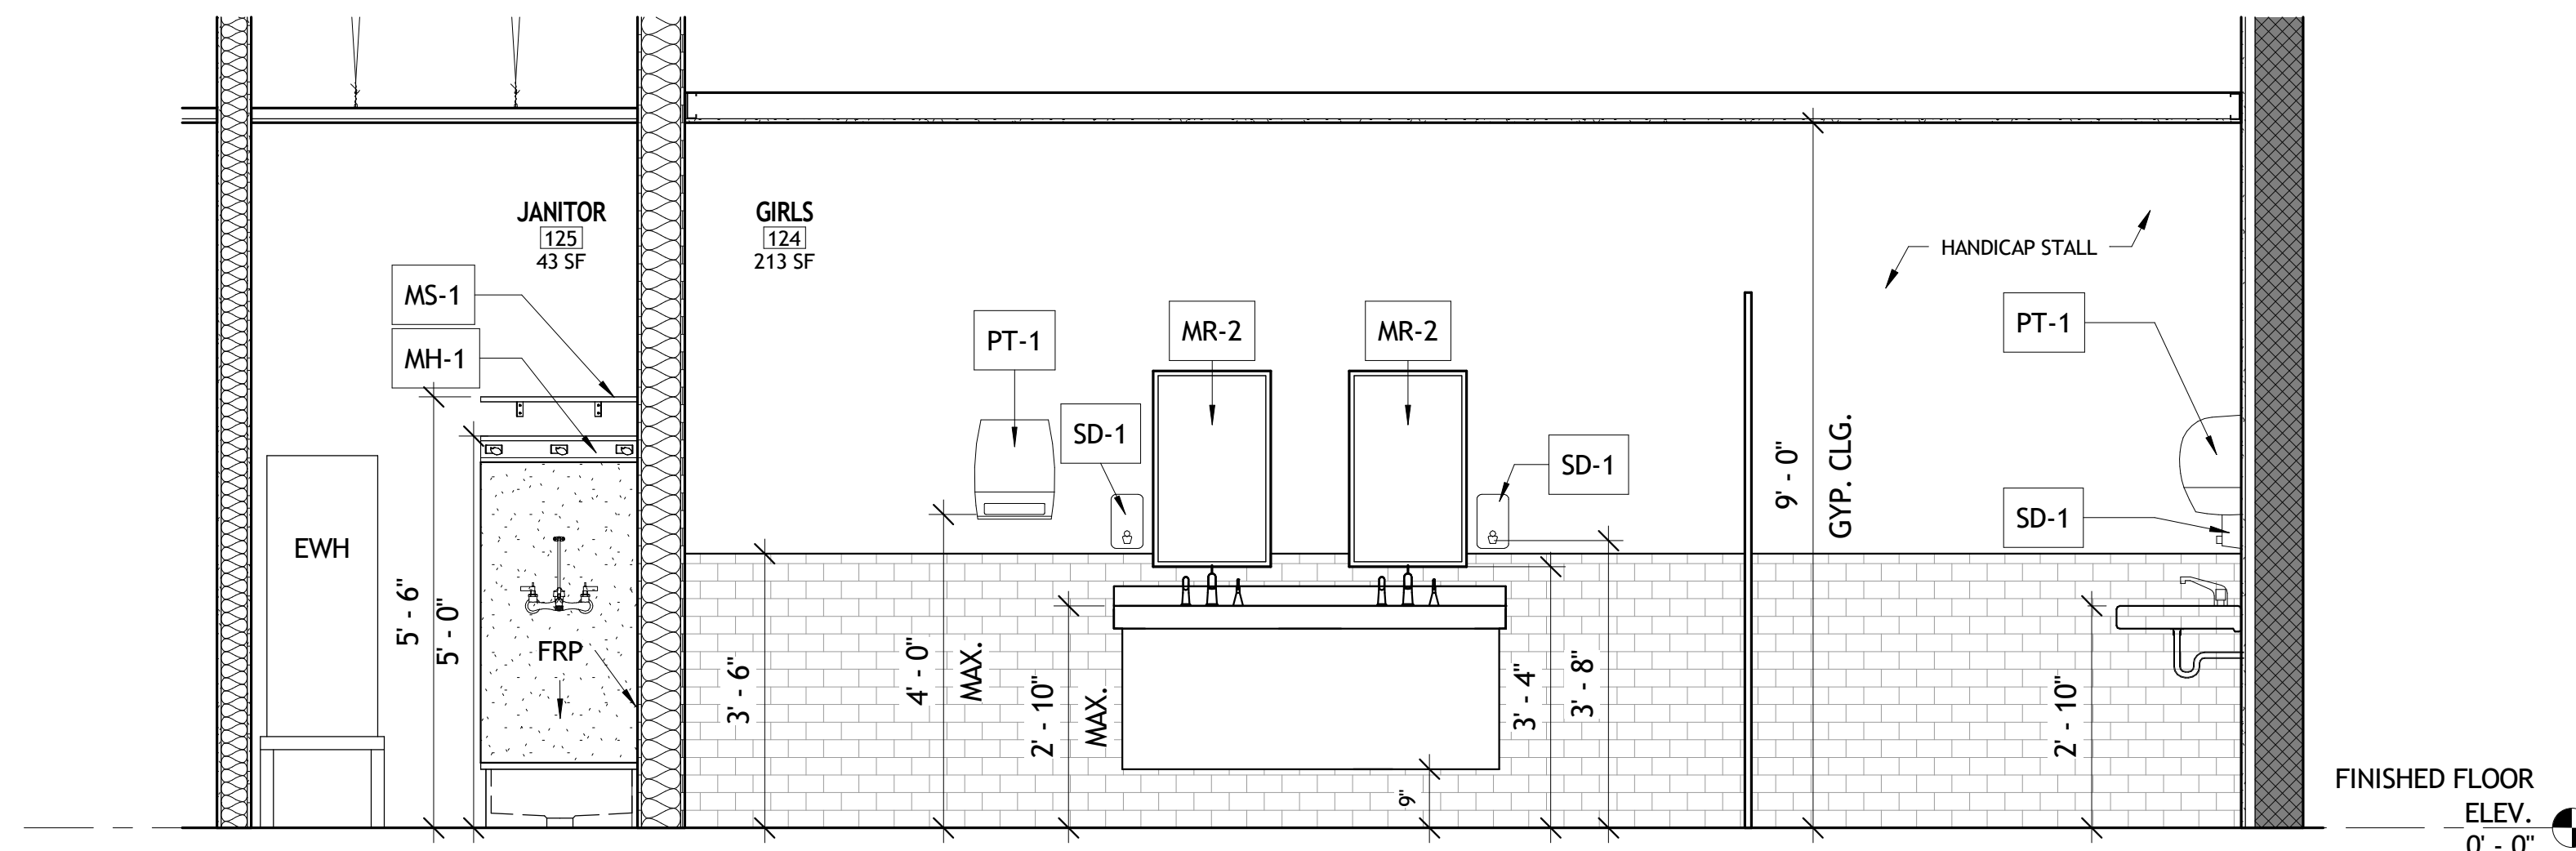 JANITOR
125
43 SF
GIRLS
124
213 SF
HANDICAP STALL
MS-1
MH-1
PT-1
MR-2
MR-2
PT-1
SD-1
SD-1
SD-1
EWH
FRP
5' - 6"
5' - 0"
3' - 6"
4' - 0"
MAX.
2' - 10"
MAX.
9"
3' - 4"
3' - 8"
9' - 0"
GYP. CLG.
2' - 10"
FINISHED FLOOR
ELEV.
0' - 0"